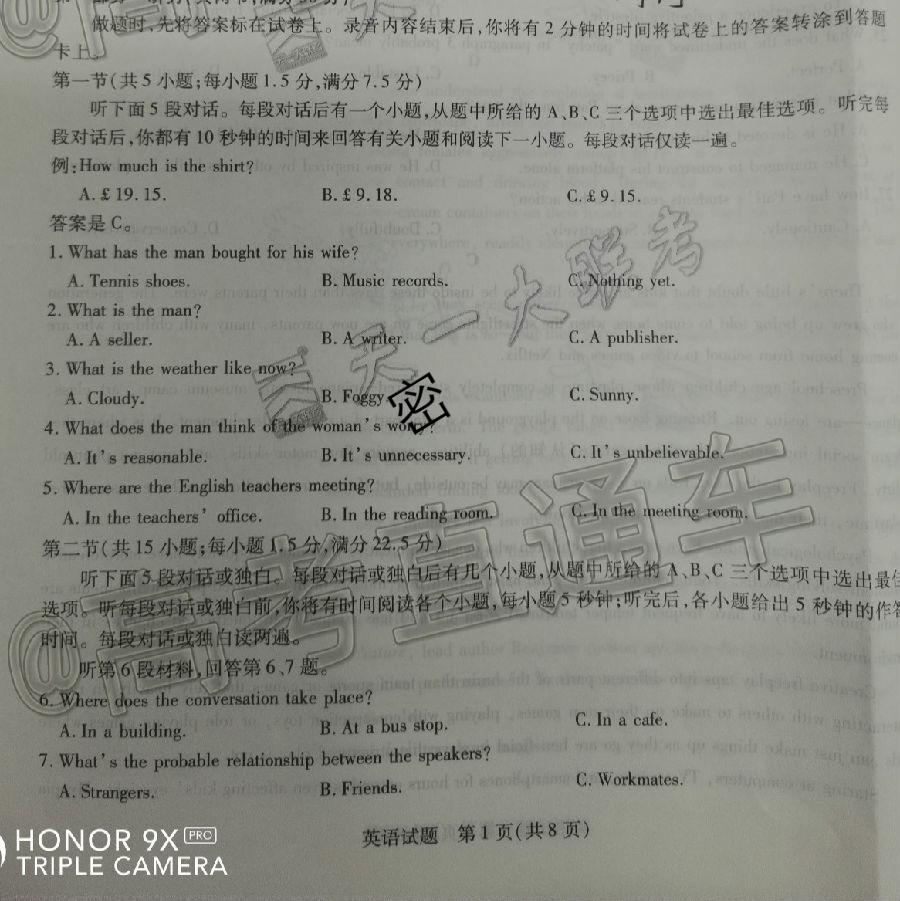 做题时,先将答案标在试卷上。录音内容结束后,你将有 2 分钟的时间将试卷上的答案转涂到答题
卡上。
第一节(共 5 小题;每小题 1.5 分,满分 7.5 分)
听下面 5 段对话。每段对话后有一个小题,从题中所给的 A、B、C 三个选项中选出最佳选项。听完每
段对话后,你都有 10 秒钟的时间来回答有关小题和阅读下一小题。每段对话仅读一遍。
例:How much is the shirt?
A. £ 19. 15. B. £ 9. 18. C. £ 9. 15.
答案是 C。
1. What has the man bought for his wife?
A. Tennis shoes. B. Music records. C. Nothing yet.
2. What is the man?
A. A seller. B. A writer. C. A publisher.
3. What is the weather like now?
A. Cloudy. B. Foggy C. Sunny.
4. What does the man think of the woman's worry?
A. It's reasonable. B. It's unnecessary. C. It's unbelievable.
5. Where are the English teachers meeting?
A. In the teachers' office. B. In the reading room. C. In the meeting room.
第二节(共 15 小题;每小题 1.5 分,满分 22.5 分)
听下面 5 段对话或独白。每段对话或独白后有几个小题,从题中所给的 A、B、C 三个选项中选出最佳
选项。听每段对话或独白前,你将有时间阅读各个小题,每小题 5 秒钟;听完后,各小题给出 5 秒钟的作答
时间。每段对话或独白读两遍。
听第 6 段材料,回答第 6、7 题。
6. Where does the conversation take place?
A. In a building. B. At a bus stop. C. In a cafe.
7. What's the probable relationship between the speakers?
A. Strangers. B. Friends. C. Workmates.
英语试题 第 1 页(共 8 页)
天一大联考
密
@高考直通车
HONOR 9X PRO
TRIPLE CAMERA